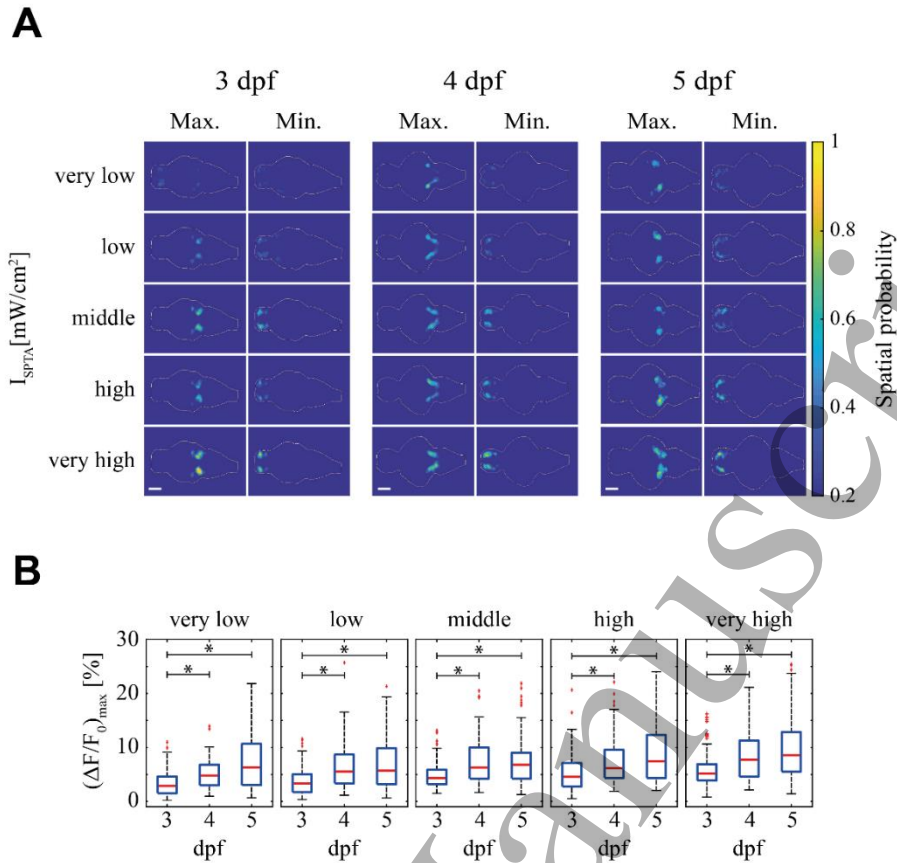 A
3 dpf 4 dpf 5 dpf
Max. Min. Max. Min. Max. Min.
very low
low
middle
high
very high
I_SPTA [mW/cm²]
1
0.8
0.6
0.4
0.2
Spatial probability
B
very low low middle high very high
(ΔF/F₀)max [%]
30
20
10
0
* * * * *
* * * * *
3 4 5 3 4 5 3 4 5 3 4 5 3 4 5
dpf dpf dpf dpf dpf
anuscri